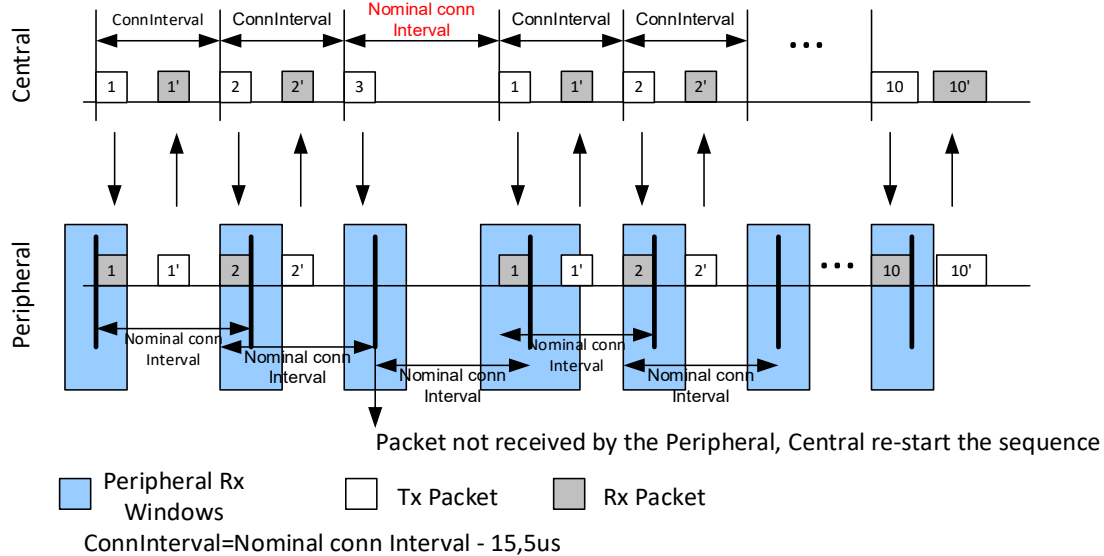 Nominal conn
Interval
ConnInterval
ConnInterval
ConnInterval
ConnInterval
...
Central
1
1'
2
2'
3
1
1'
2
2'
10
10'
Peripheral
1
1'
2
2'
1
1'
2
2'
...
10
10'
Nominal conn
Interval
Nominal conn
Interval
Nominal conn
Interval
Nominal conn
Interval
Nominal conn
Interval
Packet not received by the Peripheral, Central re-start the sequence
Peripheral Rx
Windows
Tx Packet
Rx Packet
ConnInterval=Nominal conn Interval - 15,5us